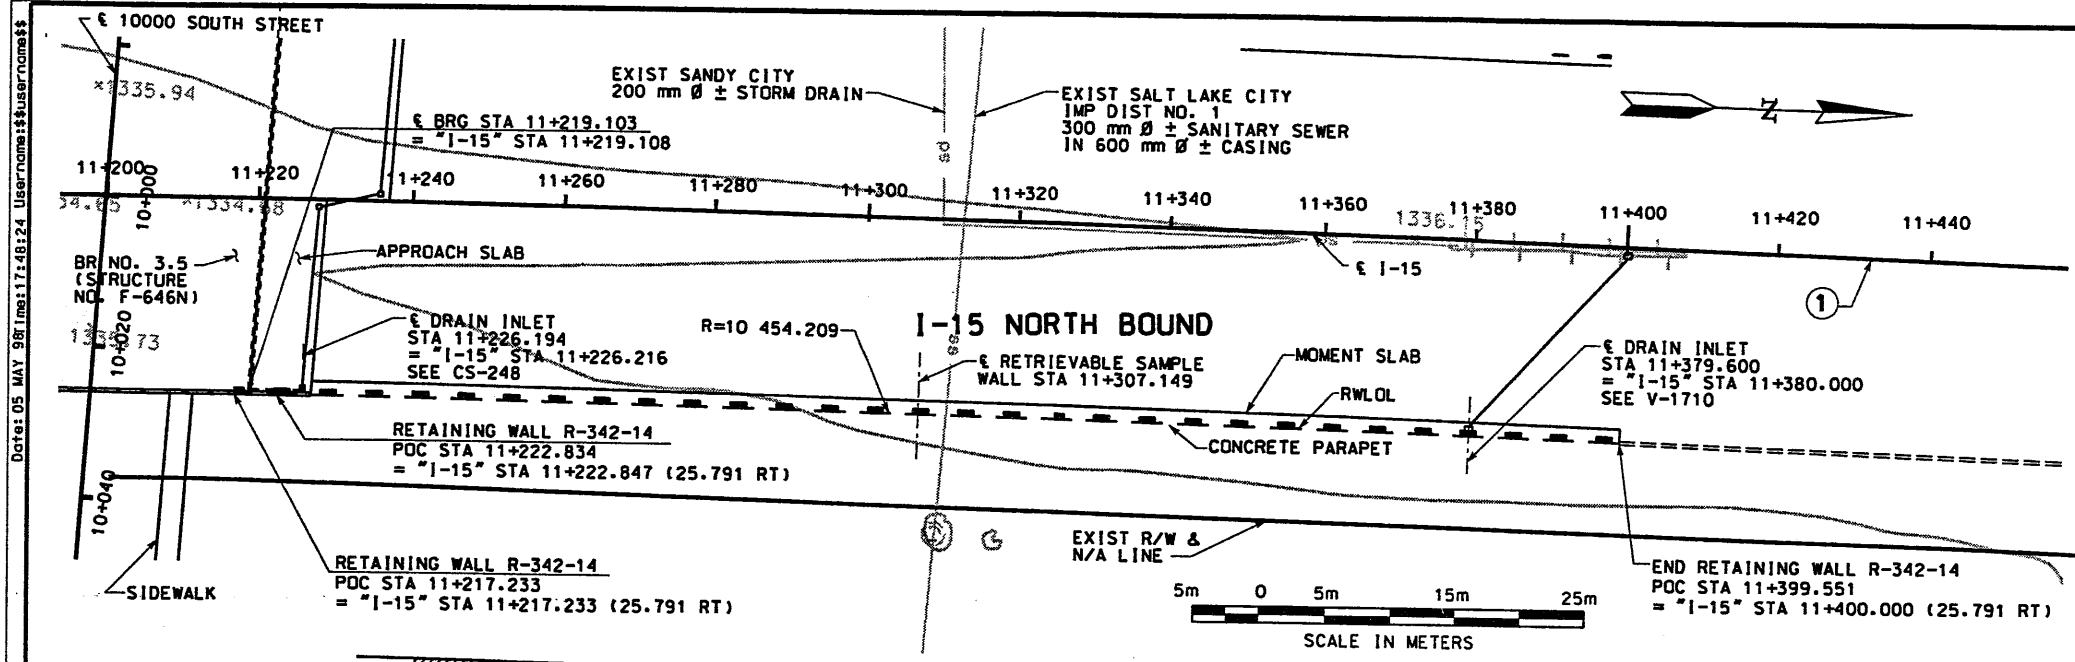 Date: 05 MAY 98 Time: 17:48:24 Username:$$username$$
℄ 10000 SOUTH STREET
×1335.94
EXIST SANDY CITY
200 mm Ø ± STORM DRAIN
EXIST SALT LAKE CITY
IMP DIST NO. 1
300 mm Ø ± SANITARY SEWER
IN 600 mm Ø ± CASING
N
℄ BRG STA 11+219.103
= "I-15" STA 11+219.108
sd
11+200
11+220
11+240
11+260
11+280
11+300
11+320
11+340
11+360
11+380
11+400
11+420
11+440
10+000
1336.15
BR NO. 3.5
(STRUCTURE
NO. F-646N)
APPROACH SLAB
℄ I-15
1
10+020
℄ DRAIN INLET
STA 11+226.194
= "I-15" STA 11+226.216
SEE CS-248
R=10 454.209
I-15 NORTH BOUND
ss
℄ RETRIEVABLE SAMPLE
WALL STA 11+307.149
MOMENT SLAB
RWLOL
℄ DRAIN INLET
STA 11+379.600
= "I-15" STA 11+380.000
SEE V-1710
CONCRETE PARAPET
RETAINING WALL R-342-14
POC STA 11+222.834
= "I-15" STA 11+222.847 (25.791 RT)
10+040
EXIST R/W &
N/A LINE
RETAINING WALL R-342-14
POC STA 11+217.233
= "I-15" STA 11+217.233 (25.791 RT)
SIDEWALK
END RETAINING WALL R-342-14
POC STA 11+399.551
= "I-15" STA 11+400.000 (25.791 RT)
5m 0 5m 15m 25m
SCALE IN METERS